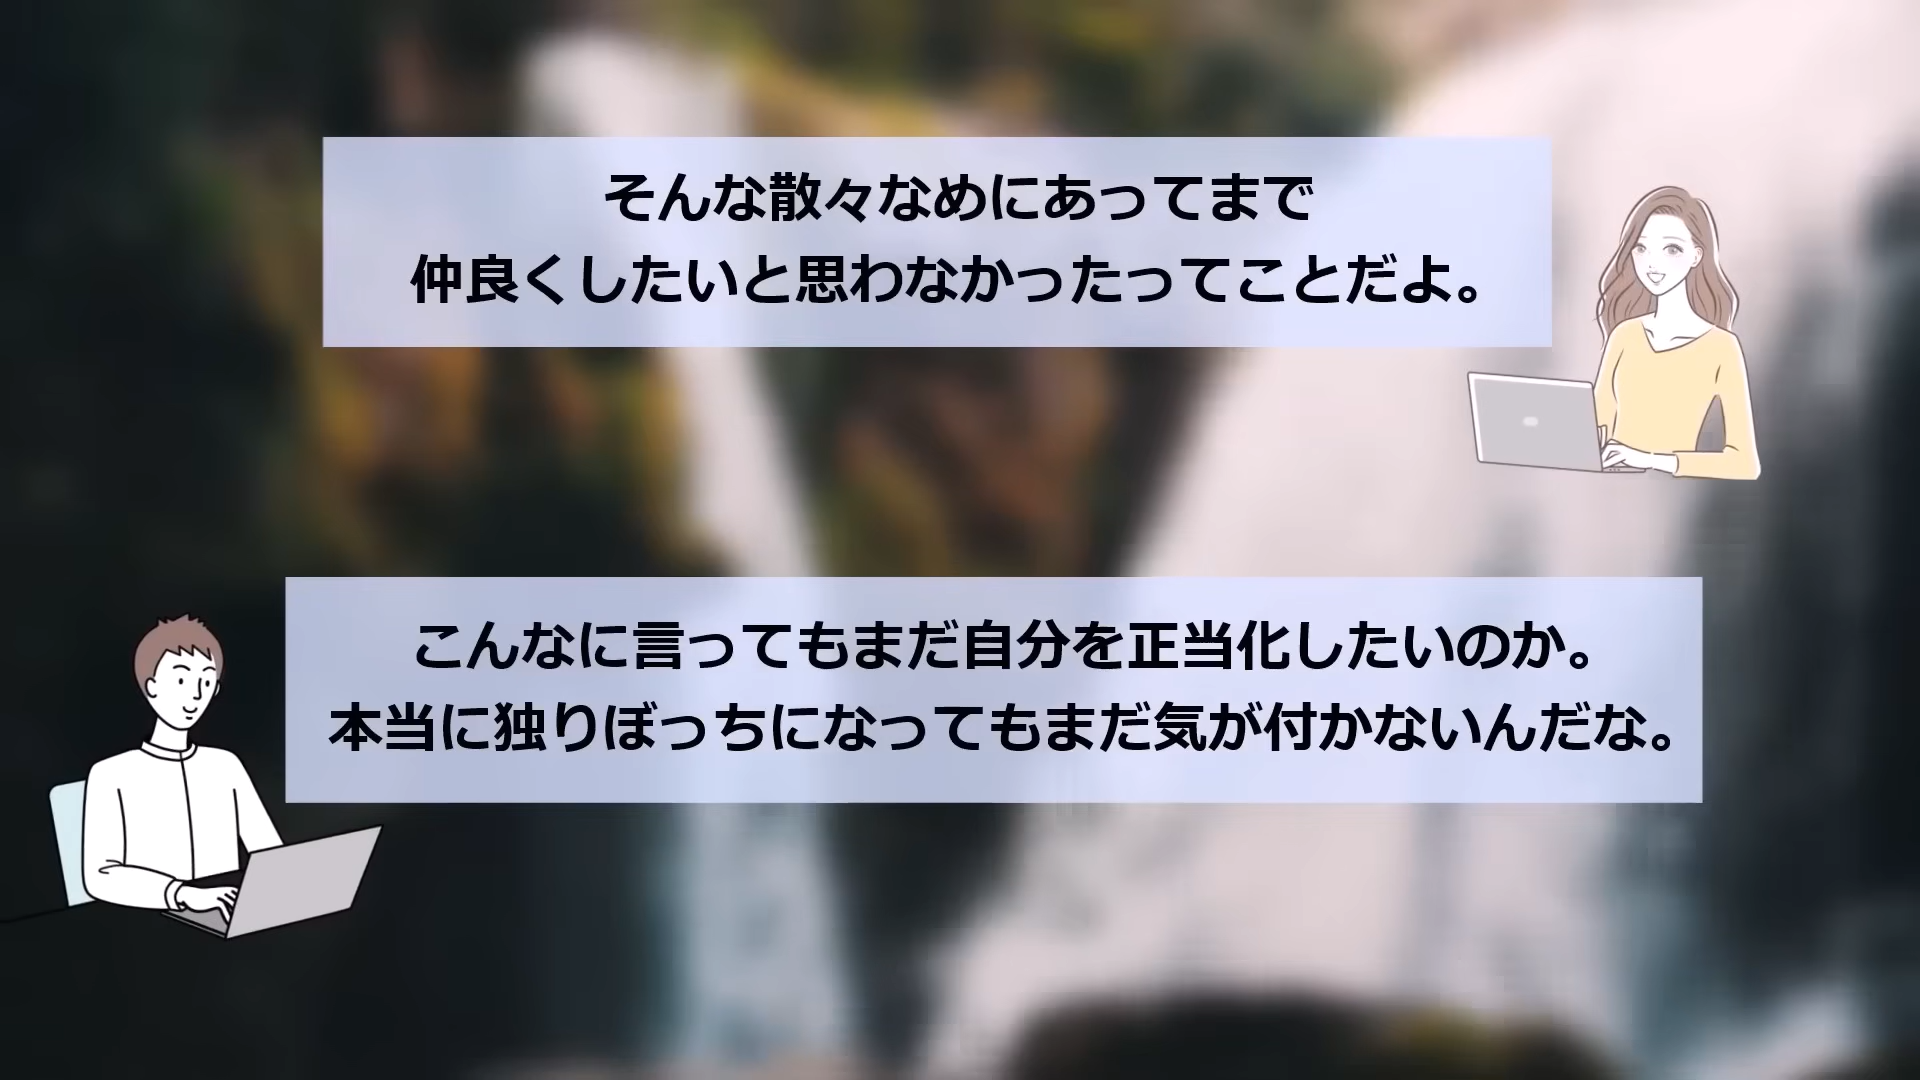 そんな散々なめにあってまで
仲良くしたいと思わなかったってことだよ。
こんなに言ってもまだ自分を正当化したいのか。
本当に独りぼっちになってもまだ気が付かないんだな。